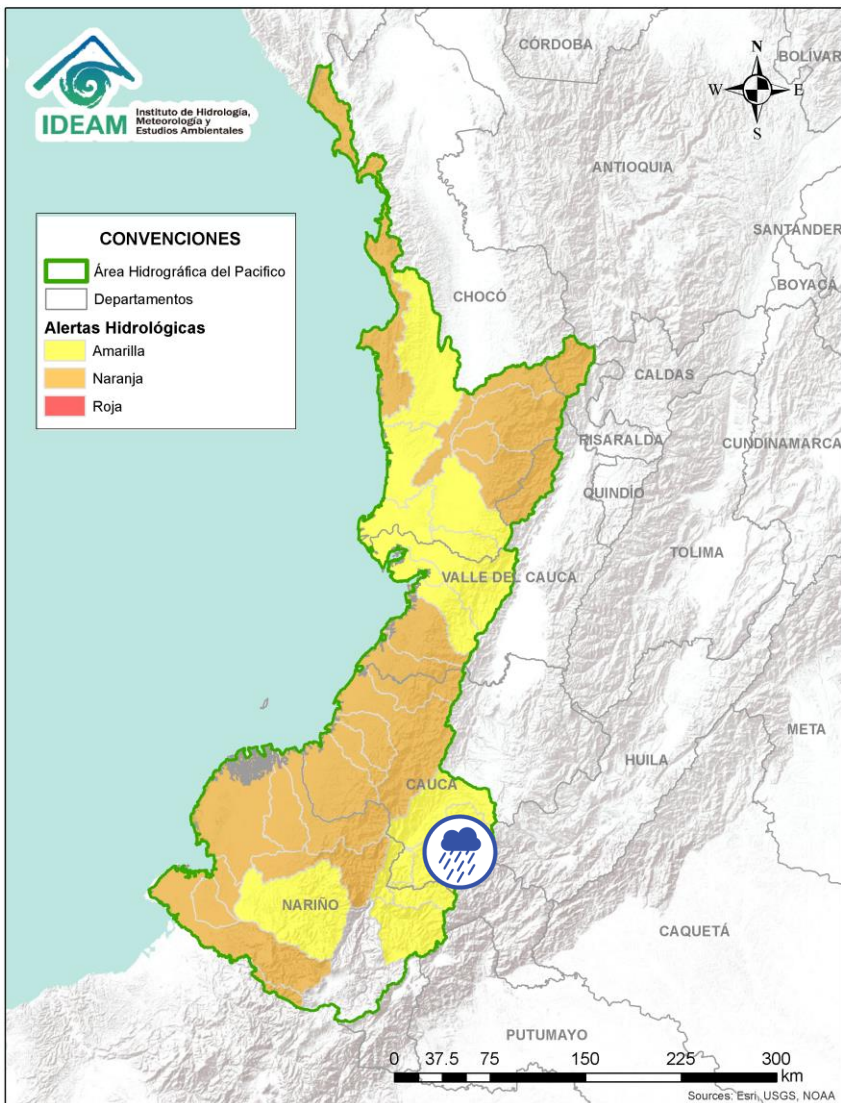 IDEAM
Instituto de Hidrología,
Meteorología y
Estudios Ambientales
CÓRDOBA
BOLÍVAR
N
W
E
S
ANTIOQUIA
SANTANDER
BOYACÁ
CONVENCIONES
Área Hidrográfica del Pacifico
Departamentos
Alertas Hidrológicas
Amarilla
Naranja
Roja
CHOCÓ
CALDAS
RISARALDA
CUNDINAMARCA
QUINDÍO
TOLIMA
VALLE DEL CAUCA
META
HUILA
CAUCA
NARIÑO
CAQUETÁ
PUTUMAYO
0 37.5 75 150 225 300
km
Sources: Esri, USGS, NOAA